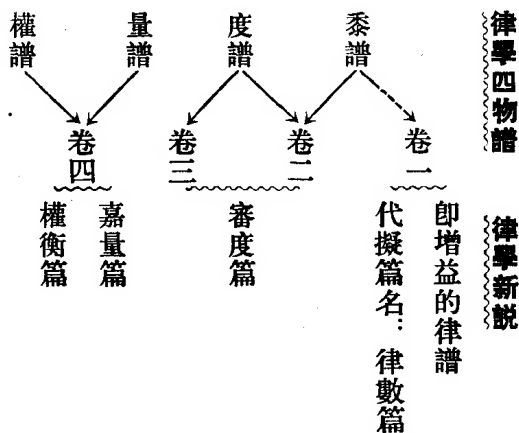 律學四物譜
律學新説
黍譜
度譜
量譜
權譜
卷一
卷二
卷三
卷四
即增益的律譜
代擬篇名：律數篇
審度篇
嘉量篇
權衡篇